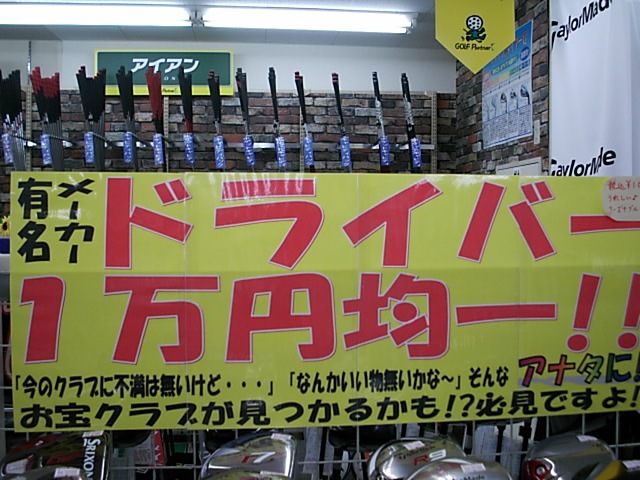 アイアン
GOLF Partner
TaylorMade
TaylorMade
有名
メーカー
ドライバー
1万円均一!!
「今のクラブに不満は無いけど・・・」「なんかいい物無いかな～」そんな アナタに!
お宝クラブが見つかるかも!?必見ですよ!
SRIXON
r7
R9